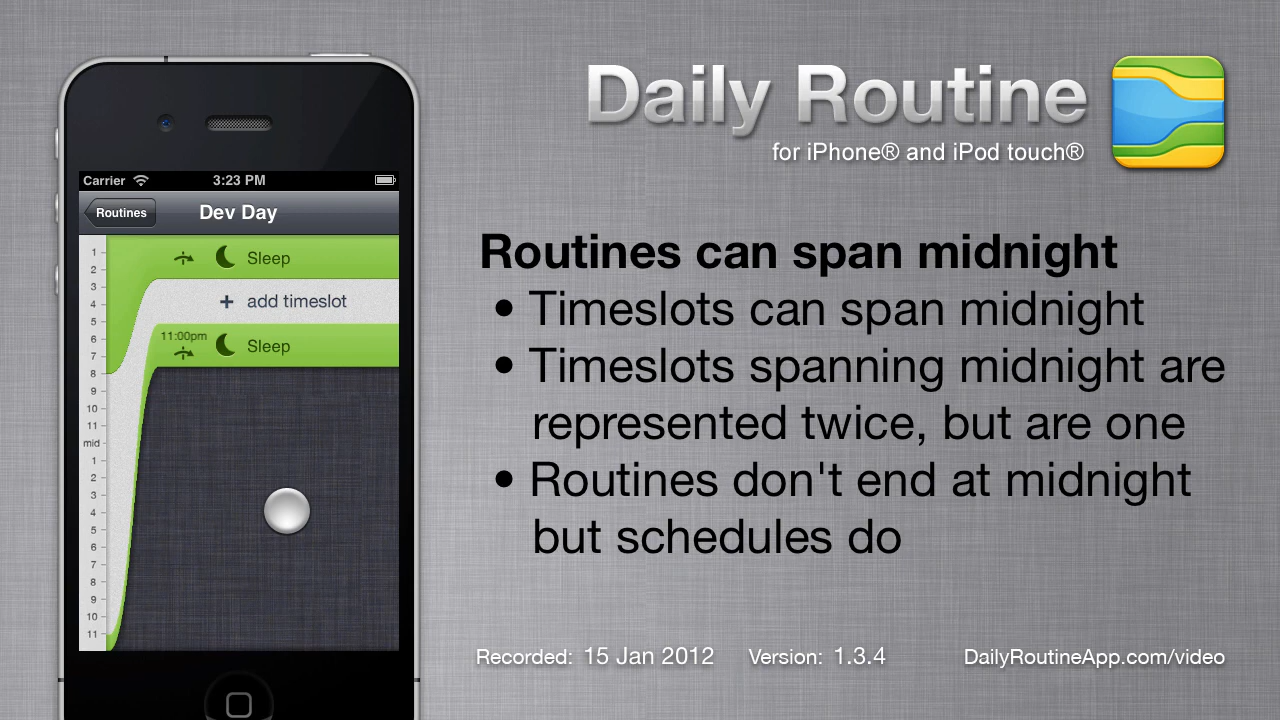 Daily Routine
for iPhone® and iPod touch®
Carrier 3:23 PM
Routines Dev Day
1
2
3
4
5
6
7
8
9
10
11
mid
1
2
3
4
5
6
7
8
9
10
11
Sleep
+ add timeslot
11:00pm
Sleep
Routines can span midnight
• Timeslots can span midnight
• Timeslots spanning midnight are
represented twice, but are one
• Routines don't end at midnight
but schedules do
Recorded: 15 Jan 2012 Version: 1.3.4 DailyRoutineApp.com/video